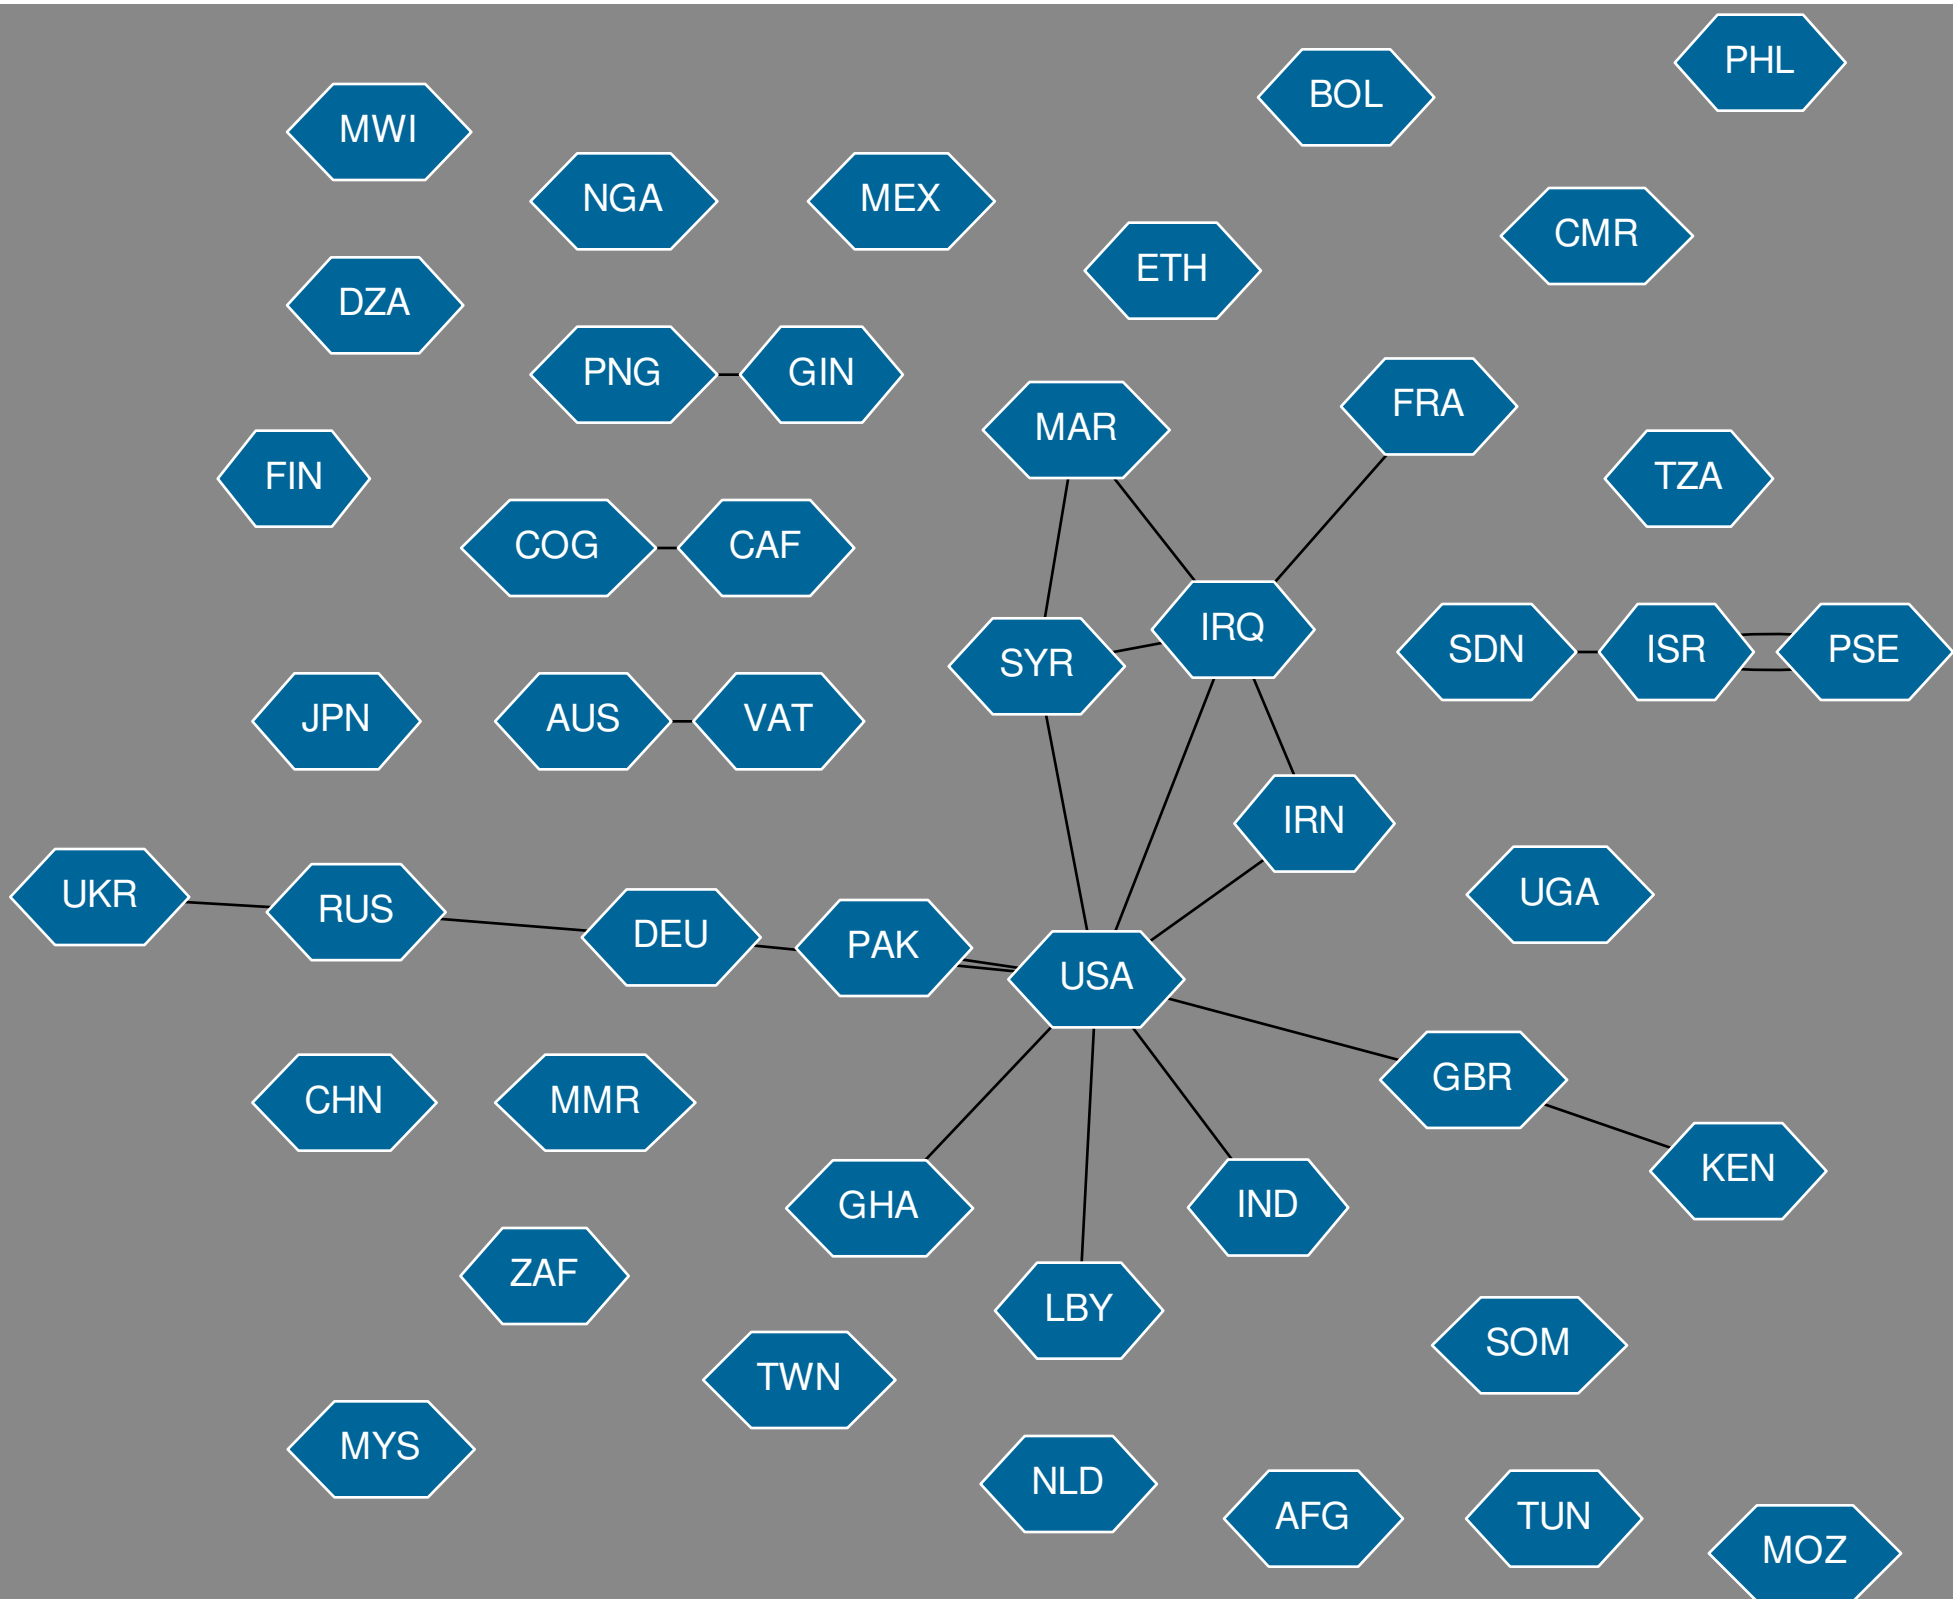 PHL
BOL
MWI
NGA
MEX
CMR
ETH
DZA
PNG
GIN
FRA
MAR
FIN
TZA
COG
CAF
IRQ
SYR
SDN
ISR
PSE
JPN
AUS
VAT
IRN
UKR
RUS
UGA
DEU
PAK
USA
GBR
CHN
MMR
KEN
GHA
IND
ZAF
LBY
SOM
TWN
MYS
NLD
AFG
TUN
MOZ